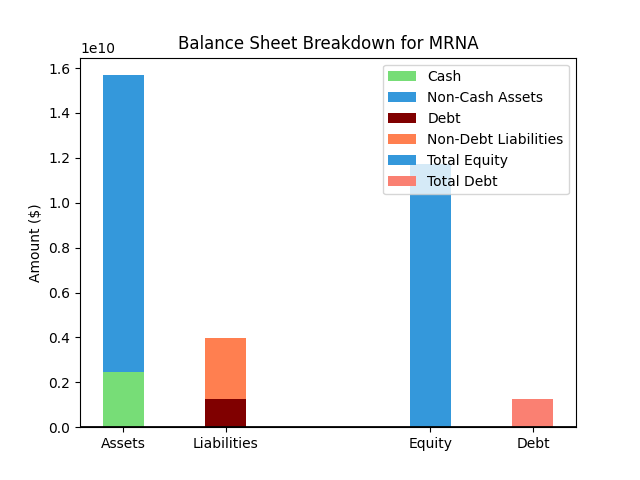 Balance Sheet Breakdown for MRNA
1e10
1.6
1.4
1.2
1.0
0.8
0.6
0.4
0.2
0.0
Amount ($)
Cash
Non-Cash Assets
Debt
Non-Debt Liabilities
Total Equity
Total Debt
Assets
Liabilities
Equity
Debt